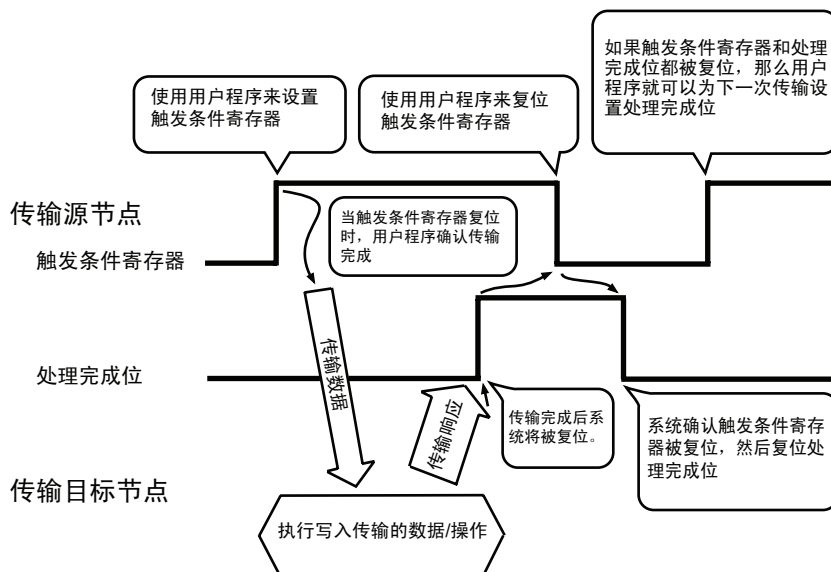 使用用户程序来设置
触发条件寄存器
使用用户程序来复位
触发条件寄存器
如果触发条件寄存器和处理
完成位都被复位，那么用户
程序就可以为下一次传输设
置处理完成位
传输源节点
触发条件寄存器
当触发条件寄存器复位
时，用户程序确认传输
完成
传输数据
处理完成位
传输响应
传输完成后系
统将被复位。
系统确认触发条件寄存
器被复位，然后复位处
理完成位
传输目标节点
执行写入传输的数据/操作